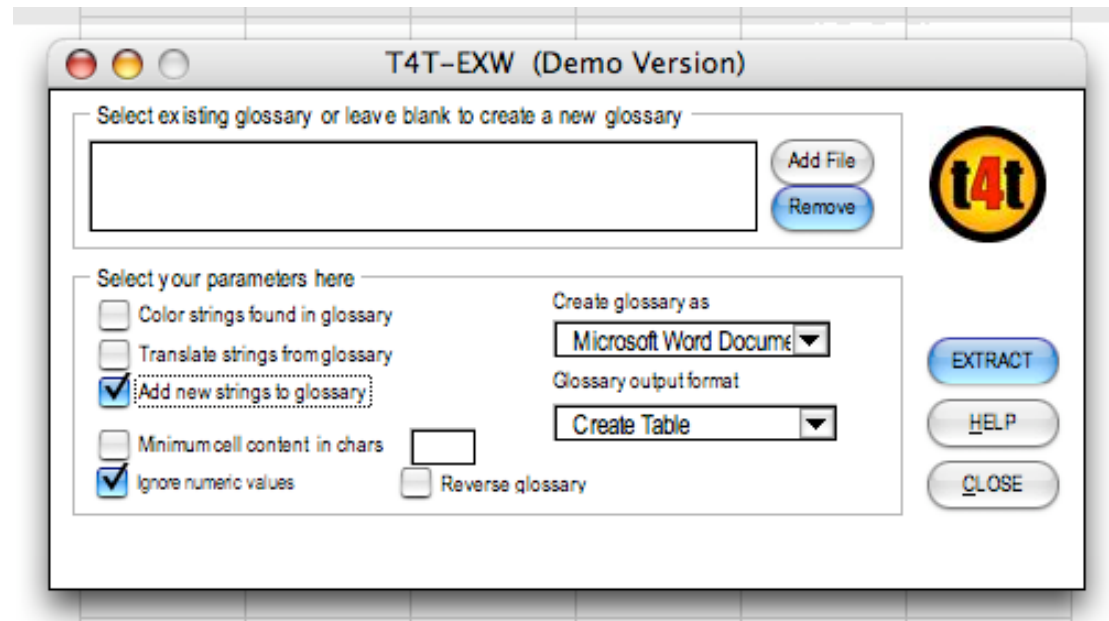 T4T-EXW (Demo Version)
Select existing glossary or leave blank to create a new glossary
Add File
Remove
t4t
Select your parameters here
Color strings found in glossary
Create glossary as
Translate strings from glossary
Microsoft Word Docume
Add new strings to glossary
Glossary output format
Create Table
Minimum cell content in chars
Ignore numeric values
Reverse glossary
EXTRACT
HELP
CLOSE